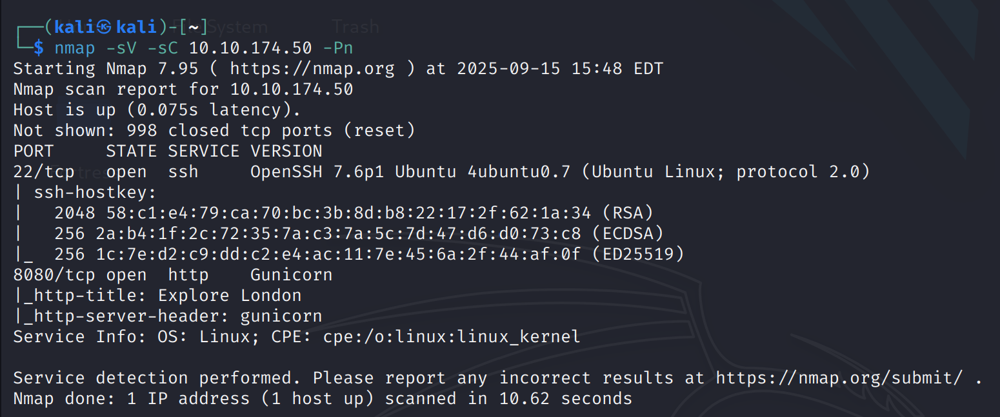 ┌──(kali㉿kali)-[~]
└─$ nmap -sV -sC 10.10.174.50 -Pn
Starting Nmap 7.95 ( https://nmap.org ) at 2025-09-15 15:48 EDT
Nmap scan report for 10.10.174.50
Host is up (0.075s latency).
Not shown: 998 closed tcp ports (reset)
PORT     STATE SERVICE VERSION
22/tcp   open  ssh     OpenSSH 7.6p1 Ubuntu 4ubuntu0.7 (Ubuntu Linux; protocol 2.0)
| ssh-hostkey:
|   2048 58:c1:e4:79:ca:70:bc:3b:8d:b8:22:17:2f:62:1a:34 (RSA)
|   256 2a:b4:1f:2c:72:35:7a:c3:7a:5c:7d:47:d6:d0:73:c8 (ECDSA)
|_  256 1c:7e:d2:c9:dd:c2:e4:ac:11:7e:45:6a:2f:44:af:0f (ED25519)
8080/tcp open  http    Gunicorn
|_http-title: Explore London
|_http-server-header: gunicorn
Service Info: OS: Linux; CPE: cpe:/o:linux:linux_kernel

Service detection performed. Please report any incorrect results at https://nmap.org/submit/ .
Nmap done: 1 IP address (1 host up) scanned in 10.62 seconds
System
Trash